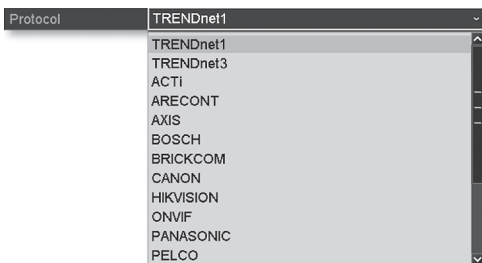 Protocol TRENDnet1
TRENDnet1
TRENDnet3
ACTi
ARECONT
AXIS
BOSCH
BRICKCOM
CANON
HIKVISION
ONVIF
PANASONIC
PELCO